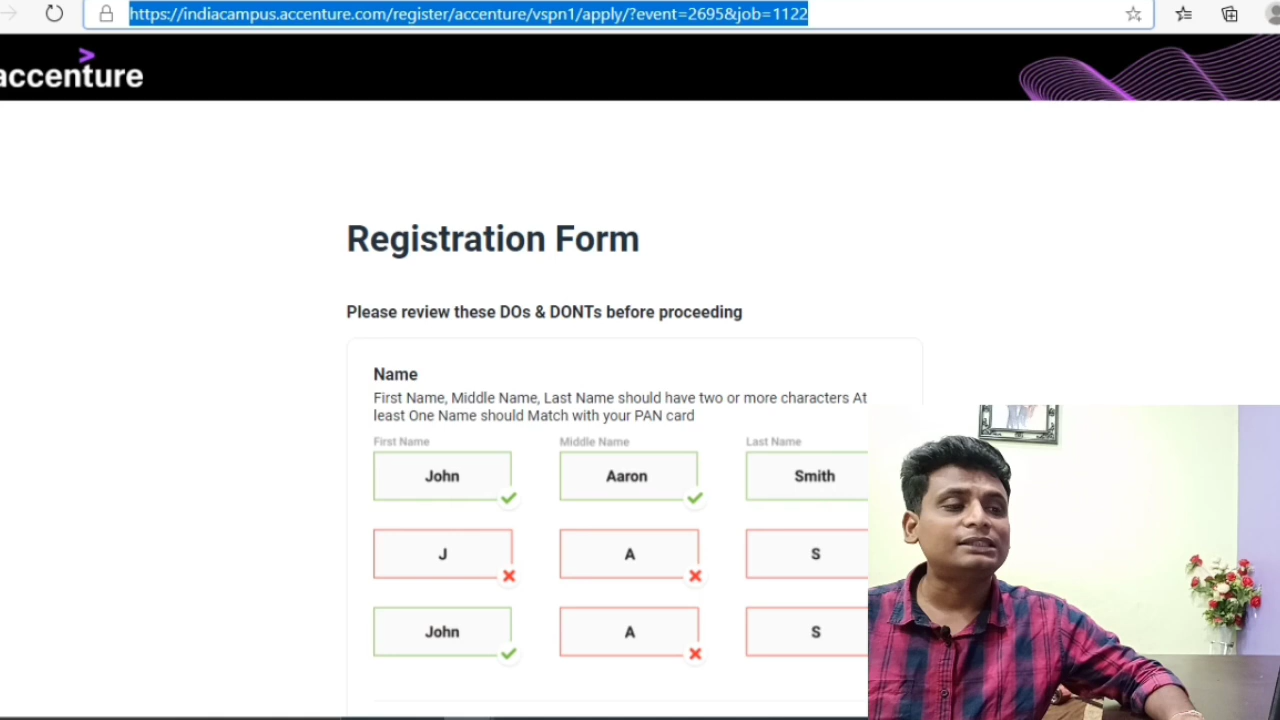 https://indiacampus.accenture.com/register/accenture/vspn1/apply/?event=2695&job=1122
accenture
Registration Form
Please review these DOs & DONTs before proceeding
Name
First Name, Middle Name, Last Name should have two or more characters At
least One Name should Match with your PAN card
First Name Middle Name Last Name
John Aaron Smith
J A S
John A S